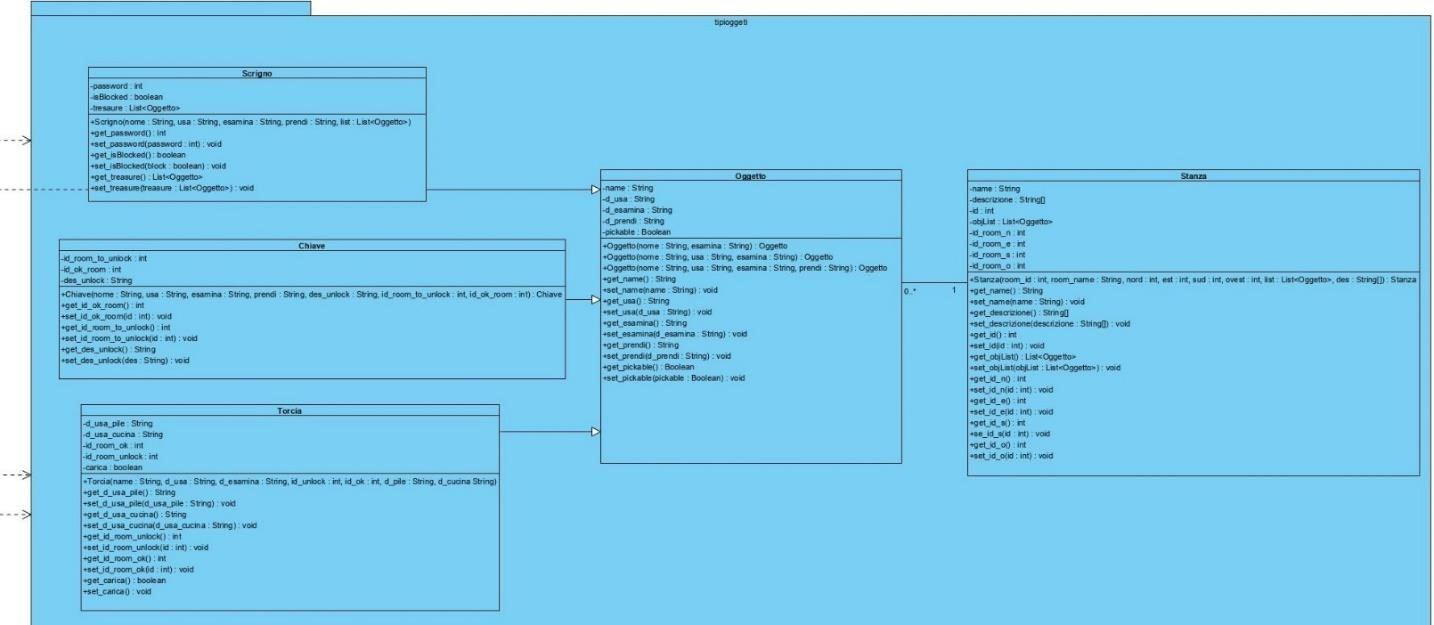 tipioggeti
Scrigno
-password : int
-isBlocked : boolean
-tresaure : List<Oggetto>
+Scrigno(nome : String, usa : String, esamina : String, prendi : String, list : List<Oggetto>)
+get_password() : int
+set_password(password : int) : void
+get_isBlocked() : boolean
+set_isBlocked(block : boolean) : void
+get_treasure() : List<Oggetto>
+set_treasure(treasure : List<Oggetto>) : void
Chiave
-id_room_to_unlock : int
-id_ok_room : int
-des_unlock : String
+Chiave(nome : String, usa : String, esamina : String, prendi : String, des_unlock : String, id_room_to_unlock : int, id_ok_room : int) : Chiave
+get_id_ok_room() : int
+set_id_ok_room(id : int) : void
+get_id_room_to_unlock() : int
+set_id_room_to_unlock(id : int) : void
+get_des_unlock() : String
+set_des_unlock(des : String) : void
Torcia
-d_usa_pile : String
-d_usa_cucina : String
-id_room_ok : int
-id_room_unlock : int
-carica : boolean
+Torcia(name : String, d_usa : String, d_esamina : String, id_unlock : int, id_ok : int, d_pile : String, d_cucina String)
+get_d_usa_pile() : String
+set_d_usa_pile(d_usa_pile : String) : void
+get_d_usa_cucina() : String
+set_d_usa_cucina(d_usa_cucina : String) : void
+get_id_room_unlock() : int
+set_id_room_unlock(id : int) : void
+get_id_room_ok() : int
+set_id_room_ok(id : int) : void
+get_carica() : boolean
+set_carica() : void
Oggetto
-name : String
-d_usa : String
-d_esamina : String
-d_prendi : String
-pickable : Boolean
+Oggetto(nome : String, esamina : String) : Oggetto
+Oggetto(nome : String, usa : String, esamina : String) : Oggetto
+Oggetto(nome : String, usa : String, esamina : String, prendi : String) : Oggetto
+get_name() : String
+set_name(name : String) : void
+get_usa() : String
+set_usa(d_usa : String) : void
+get_esamina() : String
+set_esamina(d_esamina : String) : void
+get_prendi() : String
+set_prendi(d_prendi : String) : void
+get_pickable() : Boolean
+set_pickable(pickable : Boolean) : void
0..*
1
Stanza
-name : String
-descrizione : String[]
-id : int
-objList : List<Oggetto>
-id_room_n : int
-id_room_e : int
-id_room_s : int
-id_room_o : int
+Stanza(room_id : int, room_name : String, nord : int, est : int, sud : int, ovest : int, list : List<Oggetto>, des : String[]) : Stanza
+get_name() : String
+set_name(name : String) : void
+get_descrizione() : String[]
+set_descrizione(descrizione : String[]) : void
+get_id() : int
+set_id(id : int) : void
+get_objList() : List<Oggetto>
+set_objList(objList : List<Oggetto>) : void
+get_id_n() : int
+set_id_n(id : int) : void
+get_id_e() : int
+set_id_e(id : int) : void
+get_id_s() : int
+se_id_s(id : int) : void
+get_id_o() : int
+set_id_o(id : int) : void